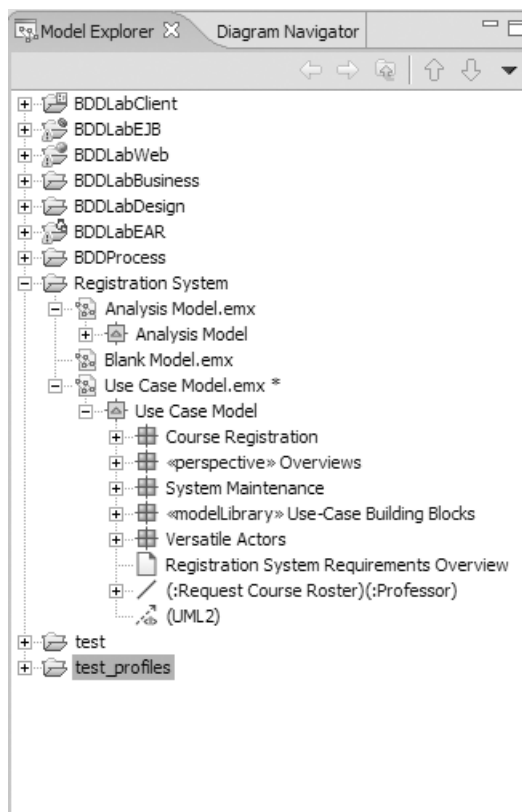 Model Explorer Diagram Navigator
BDDLabClient
BDDLabEJB
BDDLabWeb
BDDLabBusiness
BDDLabDesign
BDDLabEAR
BDDProcess
Registration System
Analysis Model.emx
Analysis Model
Blank Model.emx
Use Case Model.emx *
Use Case Model
Course Registration
«perspective» Overviews
System Maintenance
«modelLibrary» Use-Case Building Blocks
Versatile Actors
Registration System Requirements Overview
(:Request Course Roster)(:Professor)
(UML2)
test
test_profiles